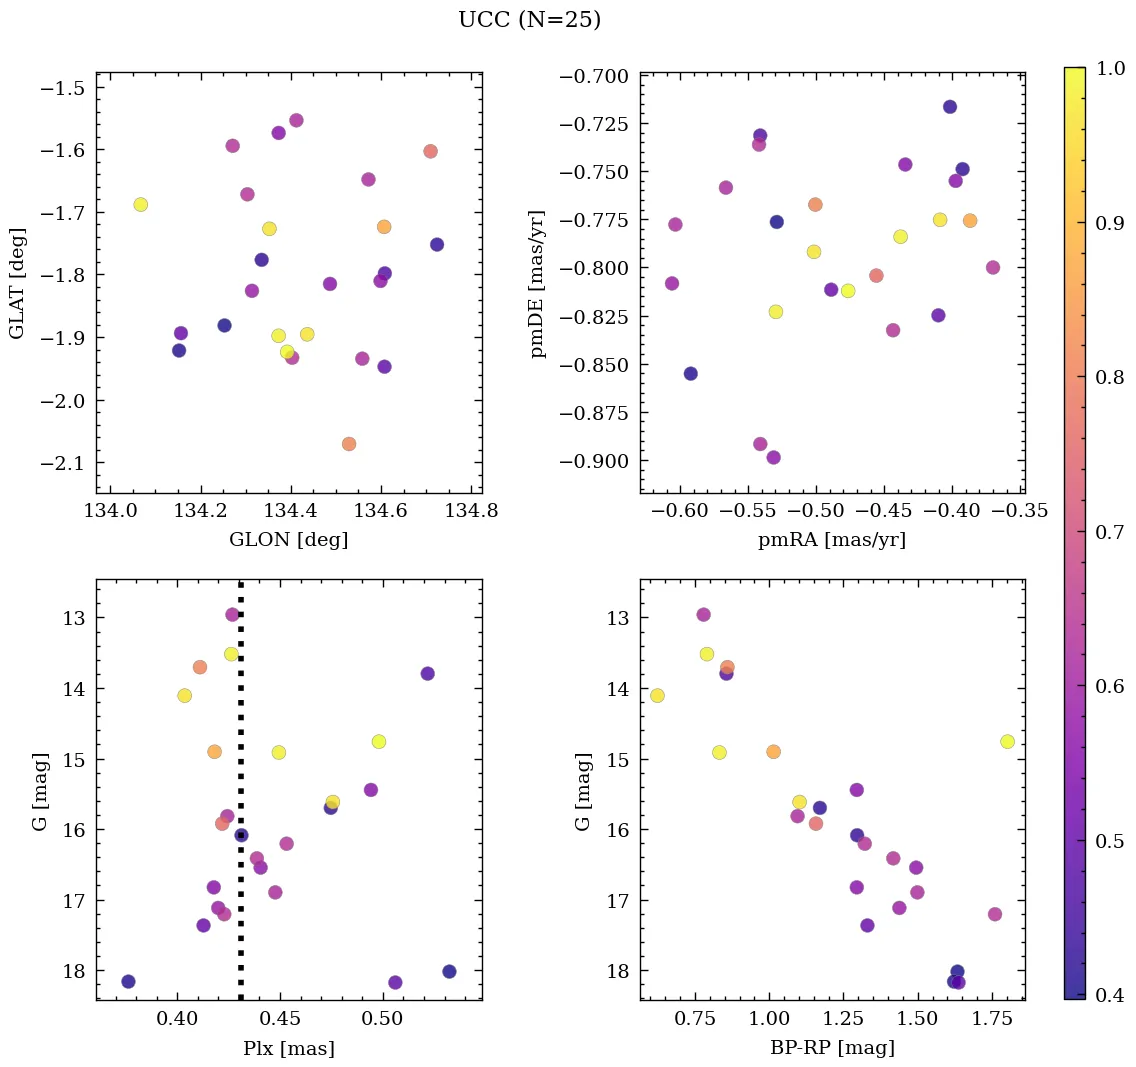 UCC (N=25)
−1.5
−1.6
−1.7
−1.8
−1.9
−2.0
−2.1
GLAT [deg]
134.0 134.2 134.4 134.6 134.8
GLON [deg]
−0.700
−0.725
−0.750
−0.775
−0.800
−0.825
−0.850
−0.875
−0.900
pmDE [mas/yr]
−0.60 −0.55 −0.50 −0.45 −0.40 −0.35
pmRA [mas/yr]
13
14
15
16
17
18
G [mag]
0.40 0.45 0.50
Plx [mas]
13
14
15
16
17
18
G [mag]
0.75 1.00 1.25 1.50 1.75
BP-RP [mag]
1.0
0.9
0.8
0.7
0.6
0.5
0.4